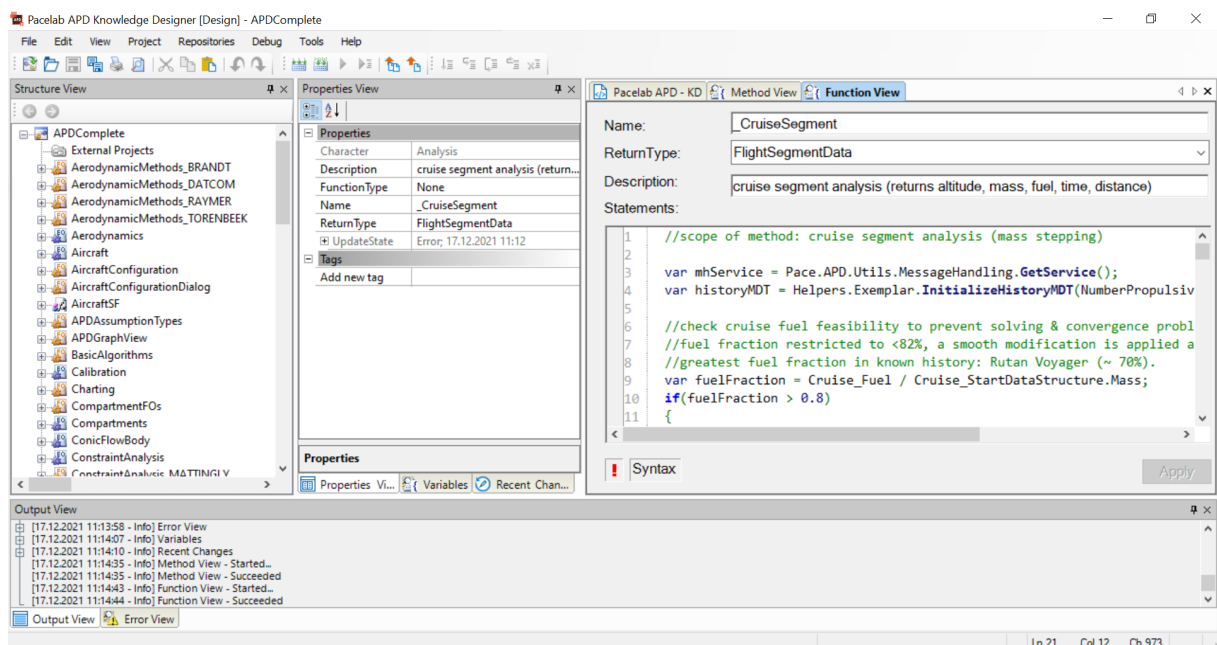 Pacelab APD Knowledge Designer [Design] - APDComplete
File Edit View Project Repositories Debug Tools Help
Structure View
APDComplete
External Projects
AerodynamicMethods_BRANDT
AerodynamicMethods_DATCOM
AerodynamicMethods_RAYMER
AerodynamicMethods_TORENBEEK
Aerodynamics
Aircraft
AircraftConfiguration
AircraftConfigurationDialog
AircraftSF
APDAssumptionTypes
APDGraphView
BasicAlgorithms
Calibration
Charting
CompartmentFOs
Compartments
ConicFlowBody
ConstraintAnalysis
ConstraintAnalysis_MATTINGLY
Properties View
Properties
Character Analysis
Description cruise segment analysis (return...
FunctionType None
Name _CruiseSegment
ReturnType FlightSegmentData
UpdateState Error; 17.12.2021 11:12
Tags
Add new tag
Properties
Properties Vi... Variables Recent Chan...
Pacelab APD - KD Method View Function View
Name: _CruiseSegment
ReturnType: FlightSegmentData
Description: cruise segment analysis (returns altitude, mass, fuel, time, distance)
Statements:
1 //scope of method: cruise segment analysis (mass stepping)
2
3 var mhService = Pace.APD.Utils.MessageHandling.GetService();
4 var historyMDT = Helpers.Exemplar.InitializeHistoryMDT(NumberPropulsiv
5
6 //check cruise fuel feasibility to prevent solving & convergence probl
7 //fuel fraction restricted to <82%, a smooth modification is applied a
8 //greatest fuel fraction in known history: Rutan Voyager (~ 70%).
9 var fuelFraction = Cruise_Fuel / Cruise_StartDataStructure.Mass;
10 if(fuelFraction > 0.8)
11 {
Syntax
Apply
Output View
[17.12.2021 11:13:58 - Info] Error View
[17.12.2021 11:14:07 - Info] Variables
[17.12.2021 11:14:10 - Info] Recent Changes
[17.12.2021 11:14:35 - Info] Method View - Started...
[17.12.2021 11:14:35 - Info] Method View - Succeeded
[17.12.2021 11:14:43 - Info] Function View - Started...
[17.12.2021 11:14:44 - Info] Function View - Succeeded
Output View Error View
Ln 21 Col 12 Ch 973